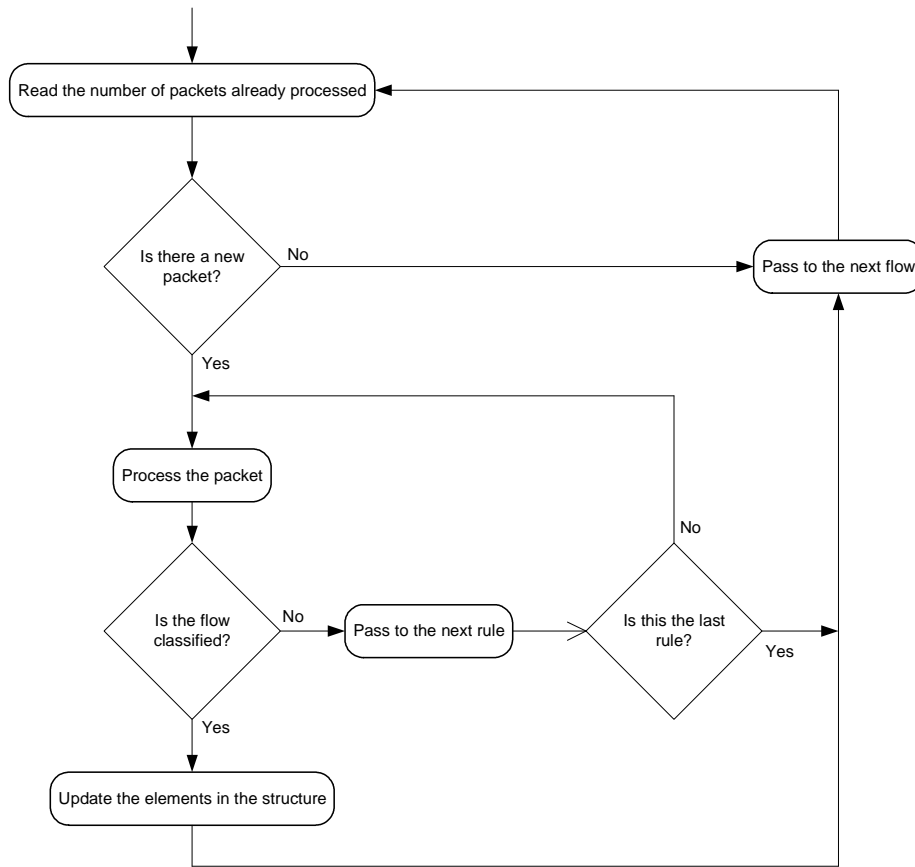 Read the number of packets already processed
Is there a new
packet?
No
Pass to the next flow
Yes
Process the packet
No
Is the flow
classified?
No
Pass to the next rule
Is this the last
rule?
Yes
Yes
Update the elements in the structure